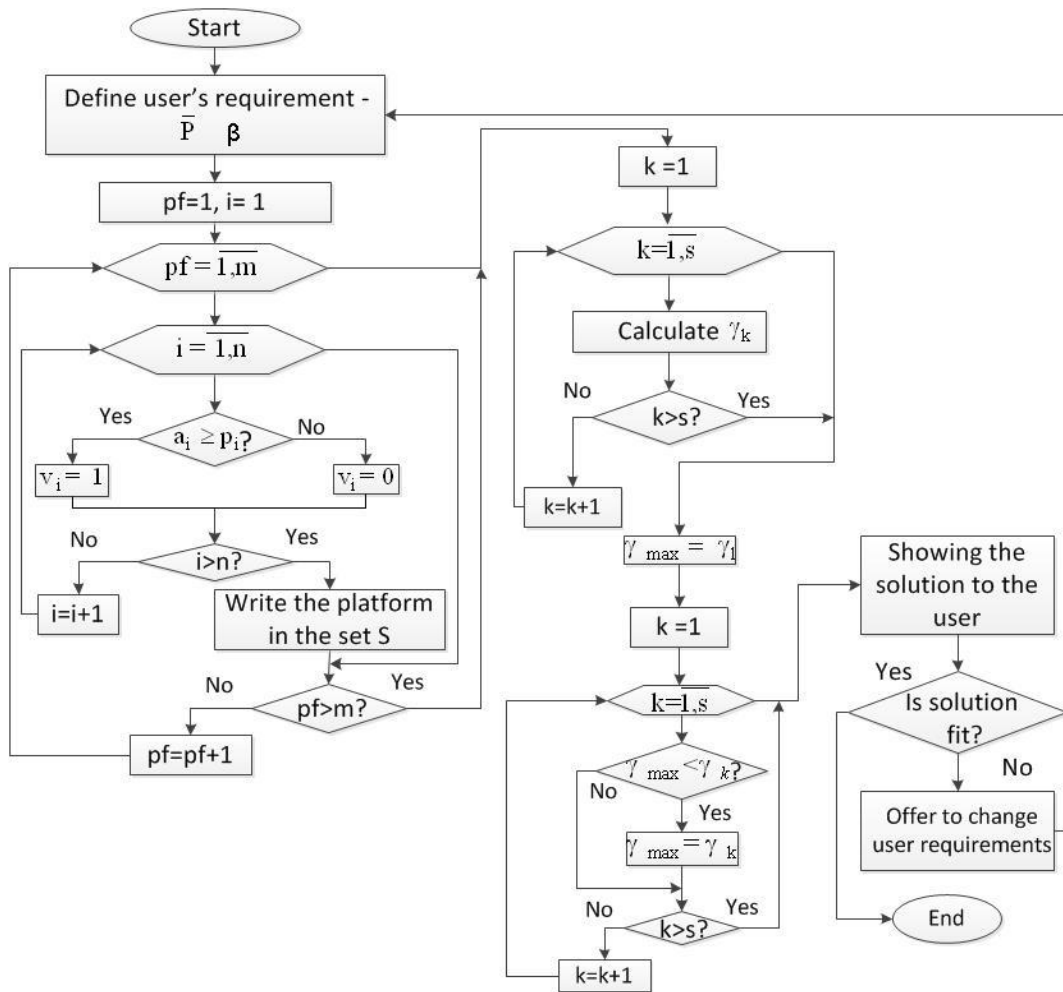 Start
Define user's requirement -
P̅ β
pf=1, i= 1
pf = 1,m
i = 1,n
Yes
No
aᵢ ≥ pᵢ?
vᵢ = 1
vᵢ = 0
No
Yes
i>n?
i=i+1
Write the platform
in the set S
No
Yes
pf>m?
pf=pf+1
k =1
k=1,s
Calculate γₖ
No
Yes
k>s?
k=k+1
γ max = γ₁
k =1
k=1,s
γ max <γ k?
No
Yes
γ max = γ k
No
Yes
k>s?
k=k+1
Showing the
solution to the
user
Yes
Is solution
fit?
No
Offer to change
user requirements
End